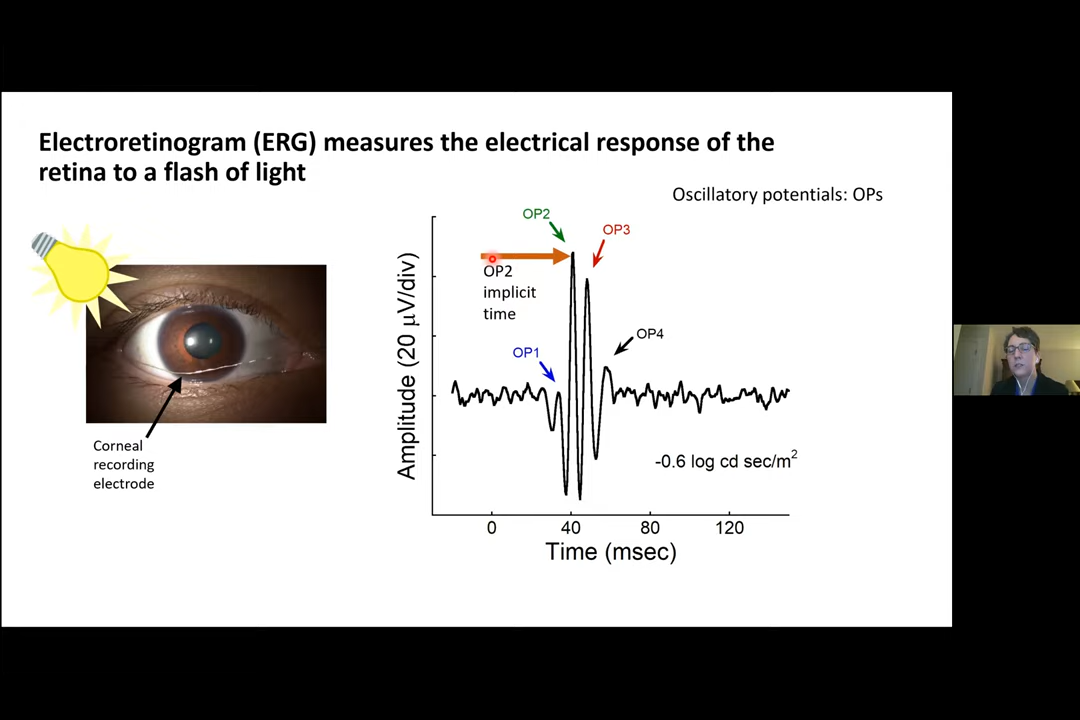 Electroretinogram (ERG) measures the electrical response of the
retina to a flash of light
Oscillatory potentials: OPs
OP2
OP3
OP2
implicit
time
OP4
OP1
Amplitude (20 μV/div)
-0.6 log cd sec/m²
Corneal
recording
electrode
0 40 80 120
Time (msec)